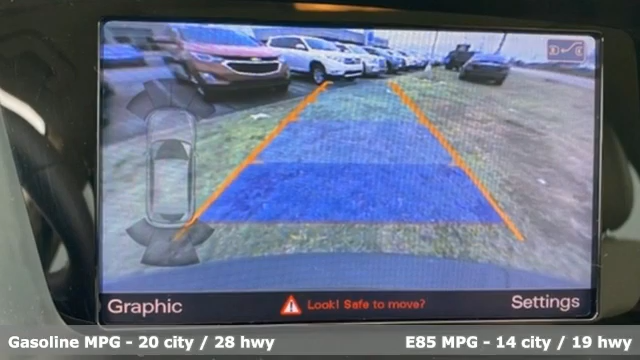 Graphic
Look! Safe to move?
Settings
Gasoline MPG - 20 city / 28 hwy
E85 MPG - 14 city / 19 hwy